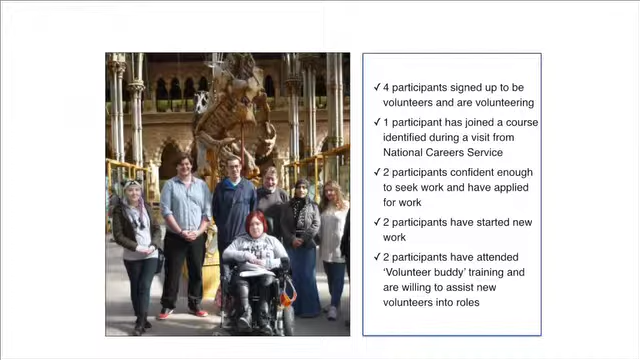 ✓ 4 participants signed up to be
volunteers and are volunteering
✓ 1 participant has joined a course
identified during a visit from
National Careers Service
✓ 2 participants confident enough
to seek work and have applied
for work
✓ 2 participants have started new
work
✓ 2 participants have attended
‘Volunteer buddy’ training and
are willing to assist new
volunteers into roles